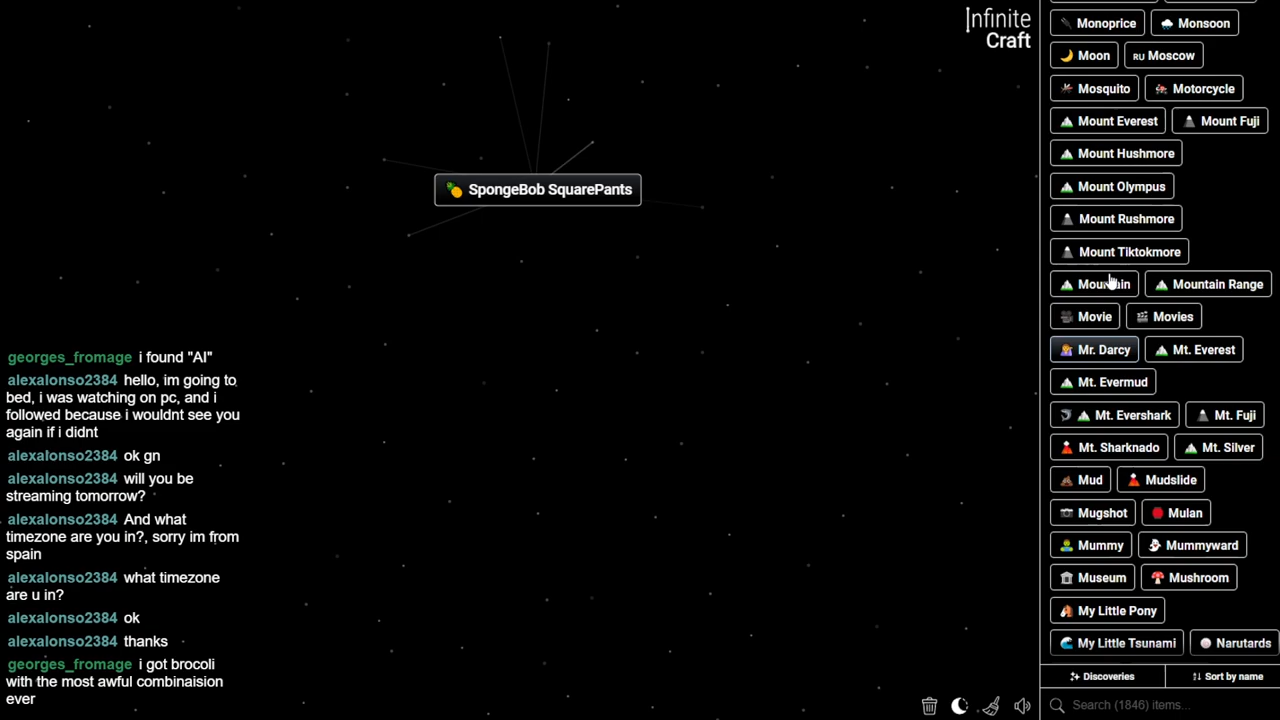 Infinite
Craft
SpongeBob SquarePants
georges_fromage i found "AI"
alexalonso2384 hello, im going to
bed, i was watching on pc, and i
followed because i wouldnt see you
again if i didnt
alexalonso2384 ok gn
alexalonso2384 will you be
streaming tomorrow?
alexalonso2384 And what
timezone are you in?, sorry im from
spain
alexalonso2384 what timezone
are u in?
alexalonso2384 ok
alexalonso2384 thanks
georges_fromage i got brocoli
with the most awful combinaision
ever
Monoprice Monsoon
Moon RU Moscow
Mosquito Motorcycle
Mount Everest Mount Fuji
Mount Hushmore
Mount Olympus
Mount Rushmore
Mount Tiktokmore
Mountain Mountain Range
Movie Movies
Mr. Darcy Mt. Everest
Mt. Evermud
Mt. Evershark Mt. Fuji
Mt. Sharknado Mt. Silver
Mud Mudslide
Mugshot Mulan
Mummy Mummyward
Museum Mushroom
My Little Pony
My Little Tsunami Narutards
Discoveries Sort by name
Search (1846) items...